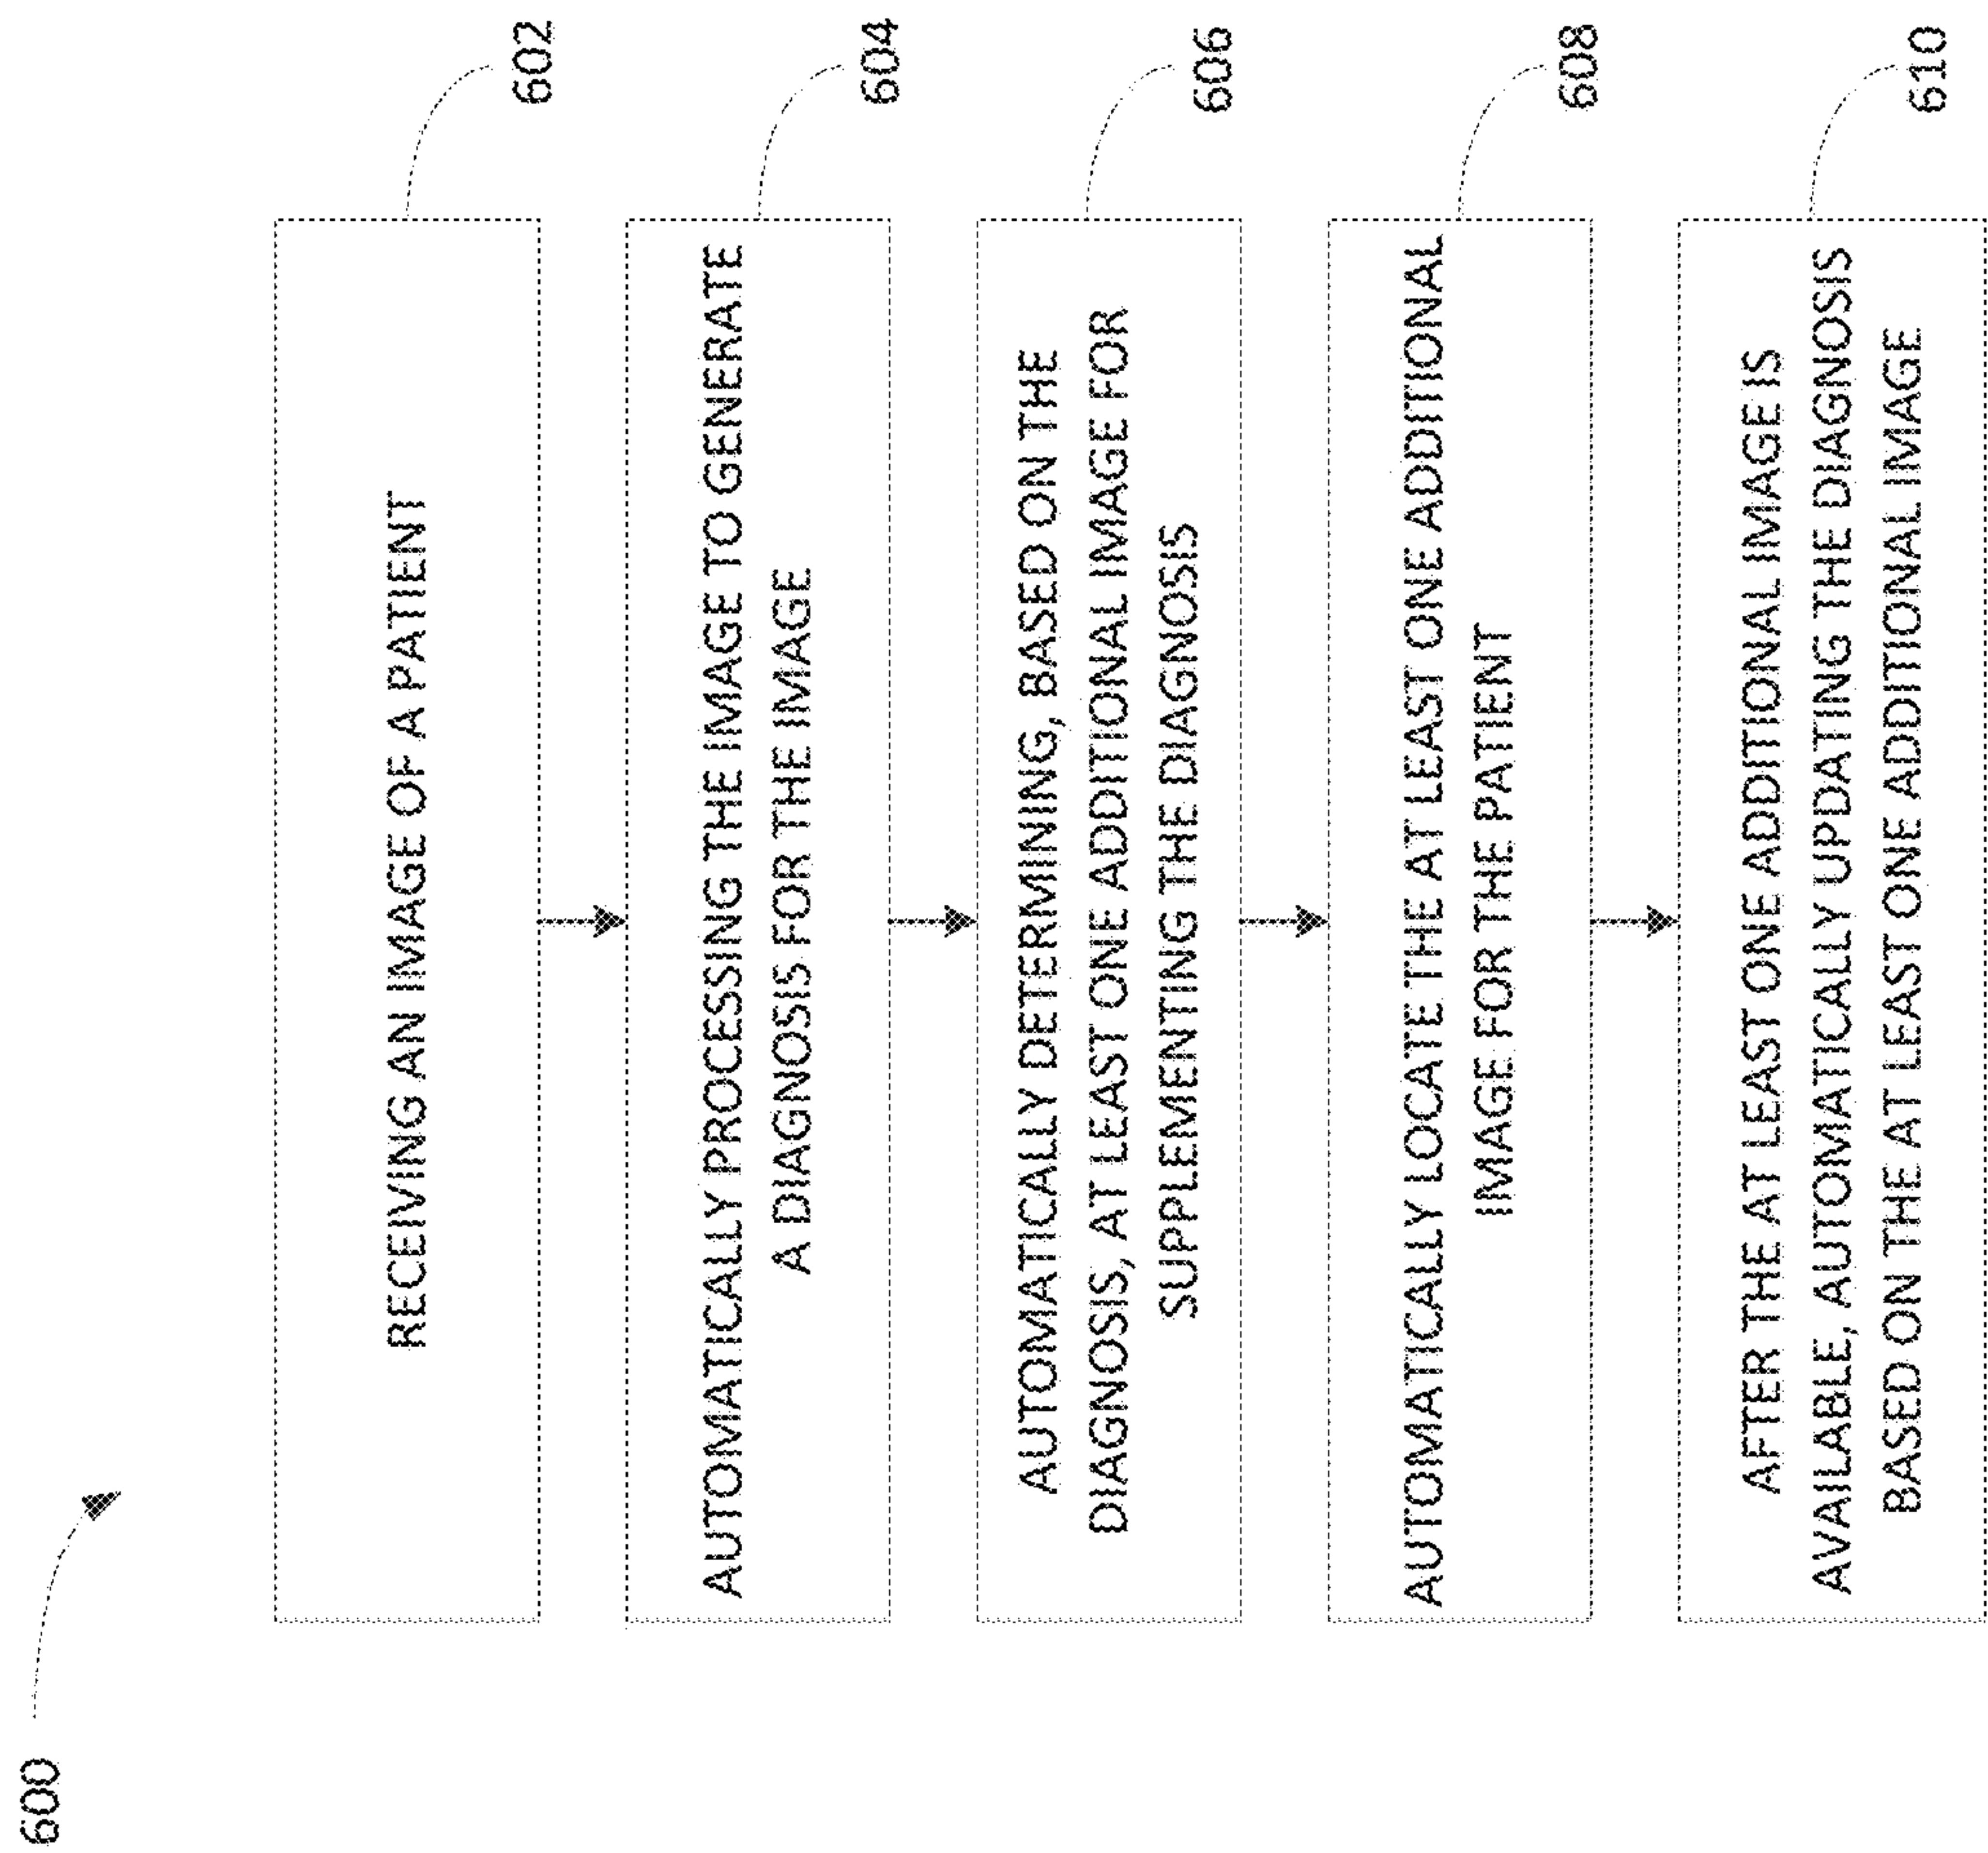 600
RECEIVING AN IMAGE OF A PATIENT
602
AUTOMATICALLY PROCESSING THE IMAGE TO GENERATE
A DIAGNOSIS FOR THE IMAGE
604
AUTOMATICALLY DETERMINING, BASED ON THE
DIAGNOSIS, AT LEAST ONE ADDITIONAL IMAGE FOR
SUPPLEMENTING THE DIAGNOSIS
606
AUTOMATICALLY LOCATE THE AT LEAST ONE ADDITIONAL
IMAGE FOR THE PATIENT
608
AFTER THE AT LEAST ONE ADDITIONAL IMAGE IS
AVAILABLE, AUTOMATICALLY UPDATING THE DIAGNOSIS
BASED ON THE AT LEAST ONE ADDITIONAL IMAGE
610